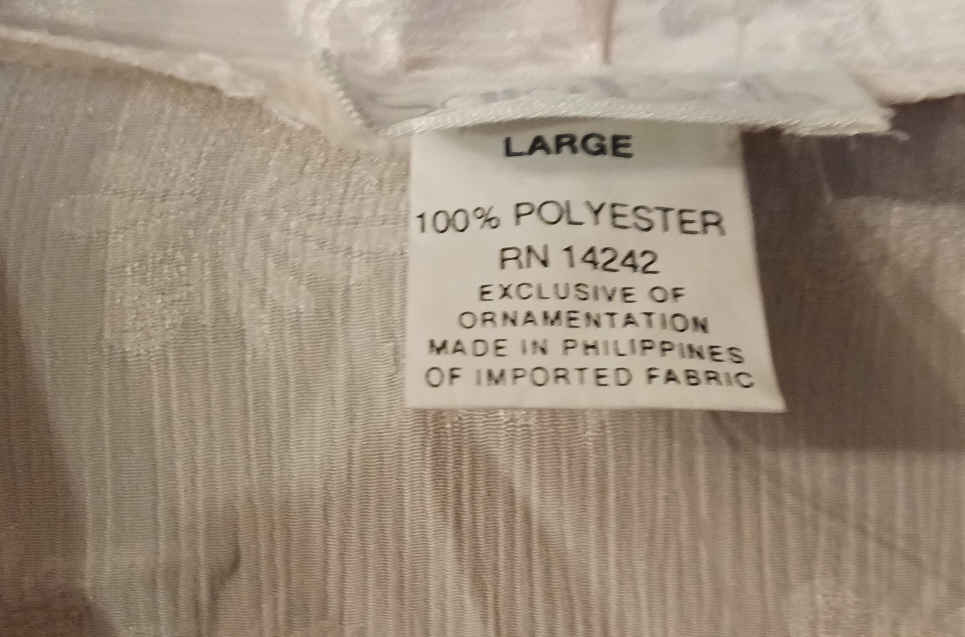 LARGE
100% POLYESTER
RN 14242
EXCLUSIVE OF
ORNAMENTATION
MADE IN PHILIPPINES
OF IMPORTED FABRIC